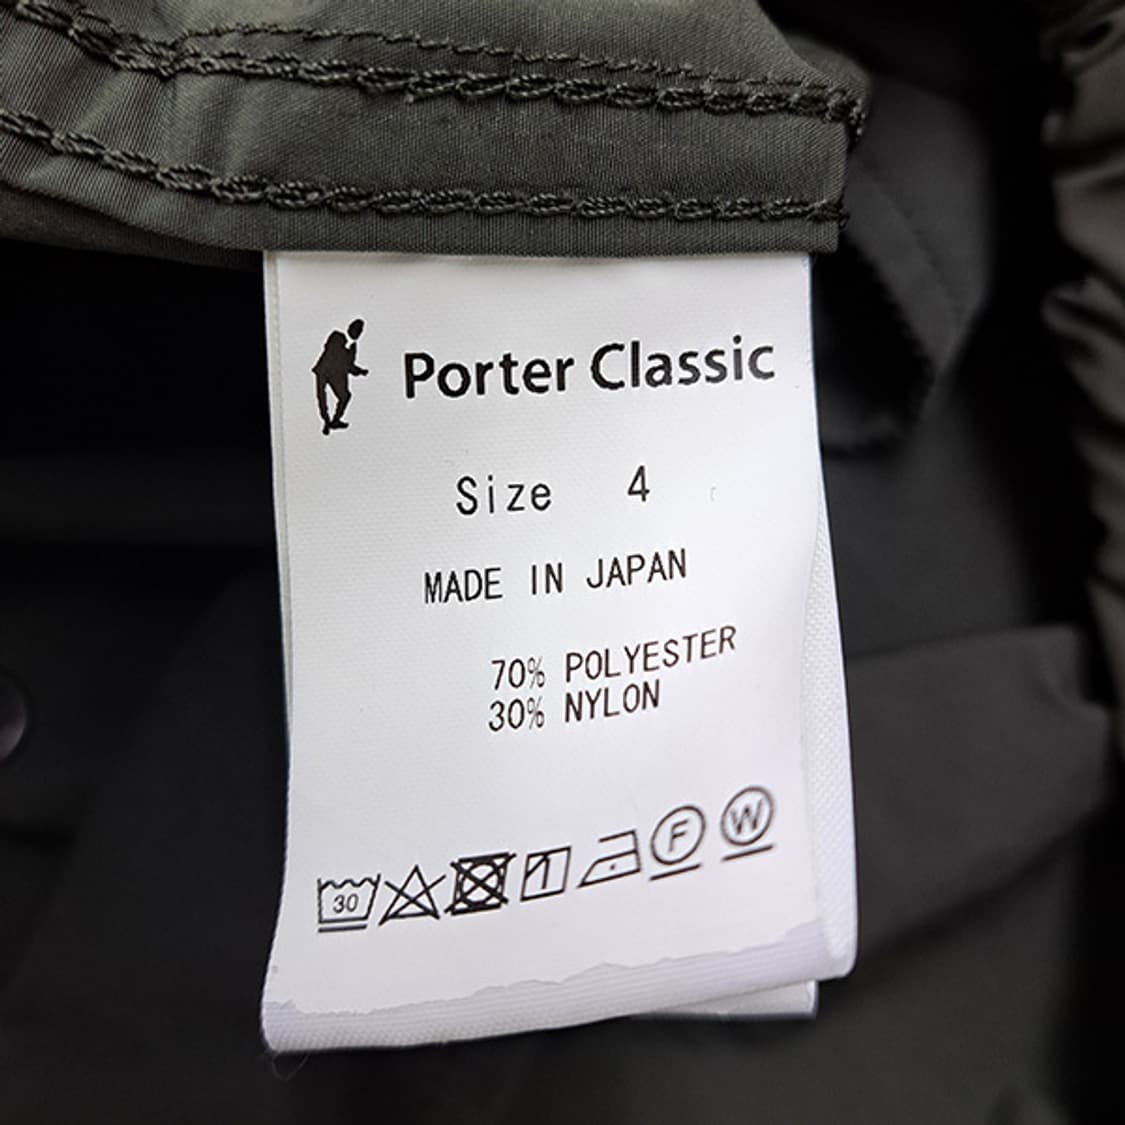 Porter Classic
Size 4
MADE IN JAPAN
70% POLYESTER
30% NYLON
30 F W